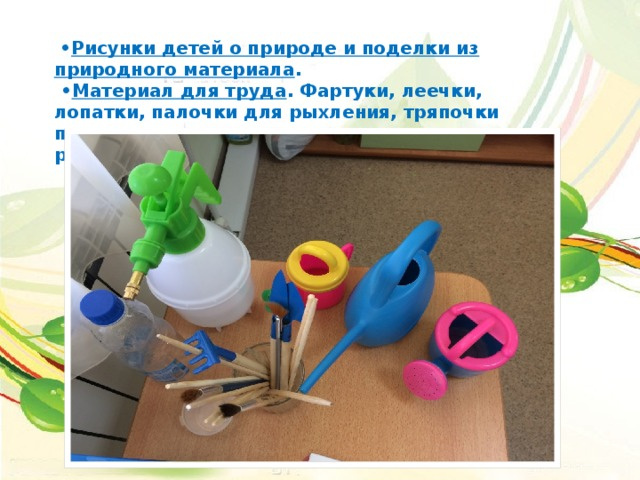 •Рисунки детей о природе и поделки из
природного материала.
•Материал для труда. Фартуки, леечки,
лопатки, палочки для рыхления, тряпочки